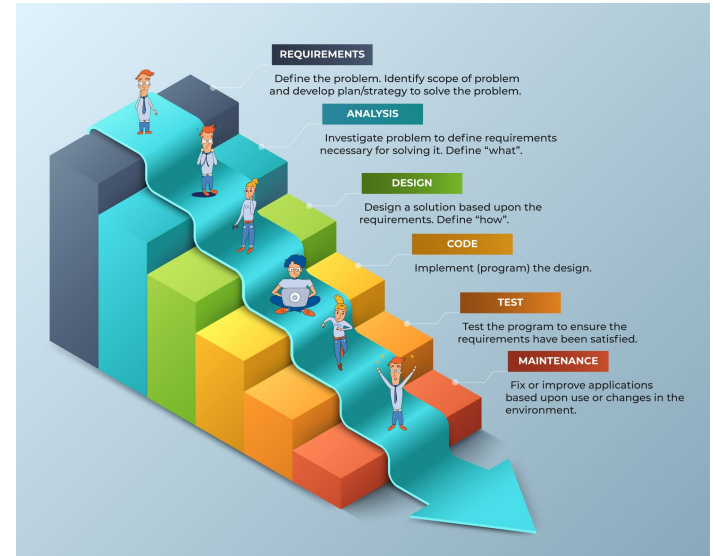 REQUIREMENTS
Define the problem. Identify scope of problem
and develop plan/strategy to solve the problem.
ANALYSIS
Investigate problem to define requirements
necessary for solving it. Define “what”.
DESIGN
Design a solution based upon the
requirements. Define “how”.
CODE
Implement (program) the design.
TEST
Test the program to ensure the
requirements have been satisfied.
MAINTENANCE
Fix or improve applications
based upon use or changes in the
environment.